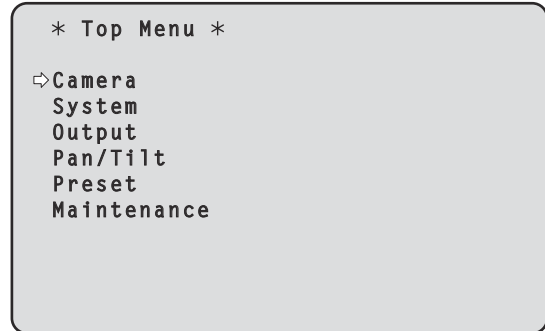 * Top Menu *
⇨Camera
System
Output
Pan/Tilt
Preset
Maintenance